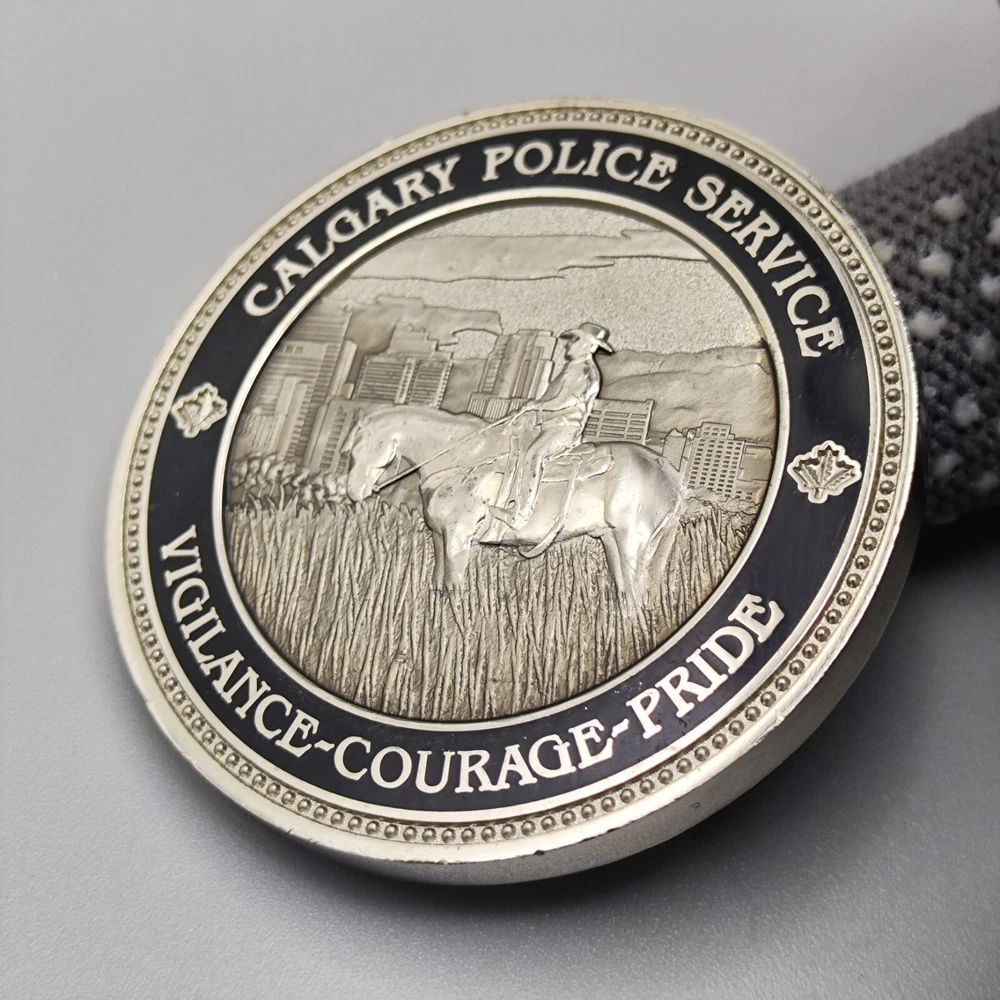 CALGARY POLICE SERVICE
VIGILANCE-COURAGE-PRIDE